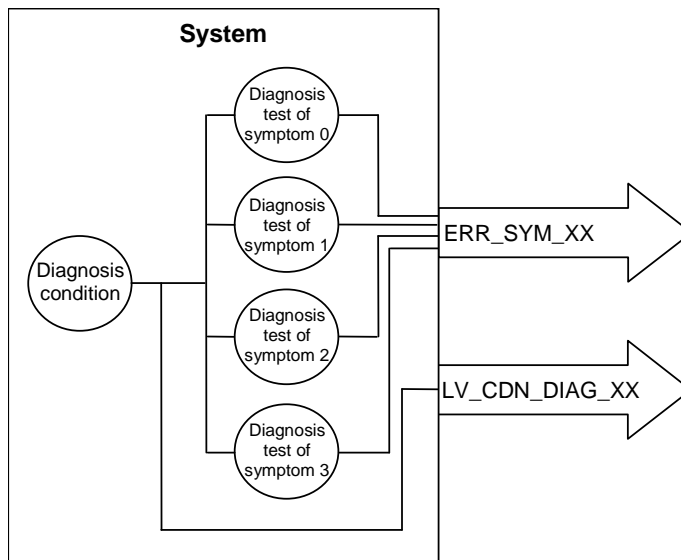 System
Diagnosis
test of
symptom 0
Diagnosis
test of
symptom 1
ERR_SYM_XX
Diagnosis
condition
Diagnosis
test of
symptom 2
LV_CDN_DIAG_XX
Diagnosis
test of
symptom 3